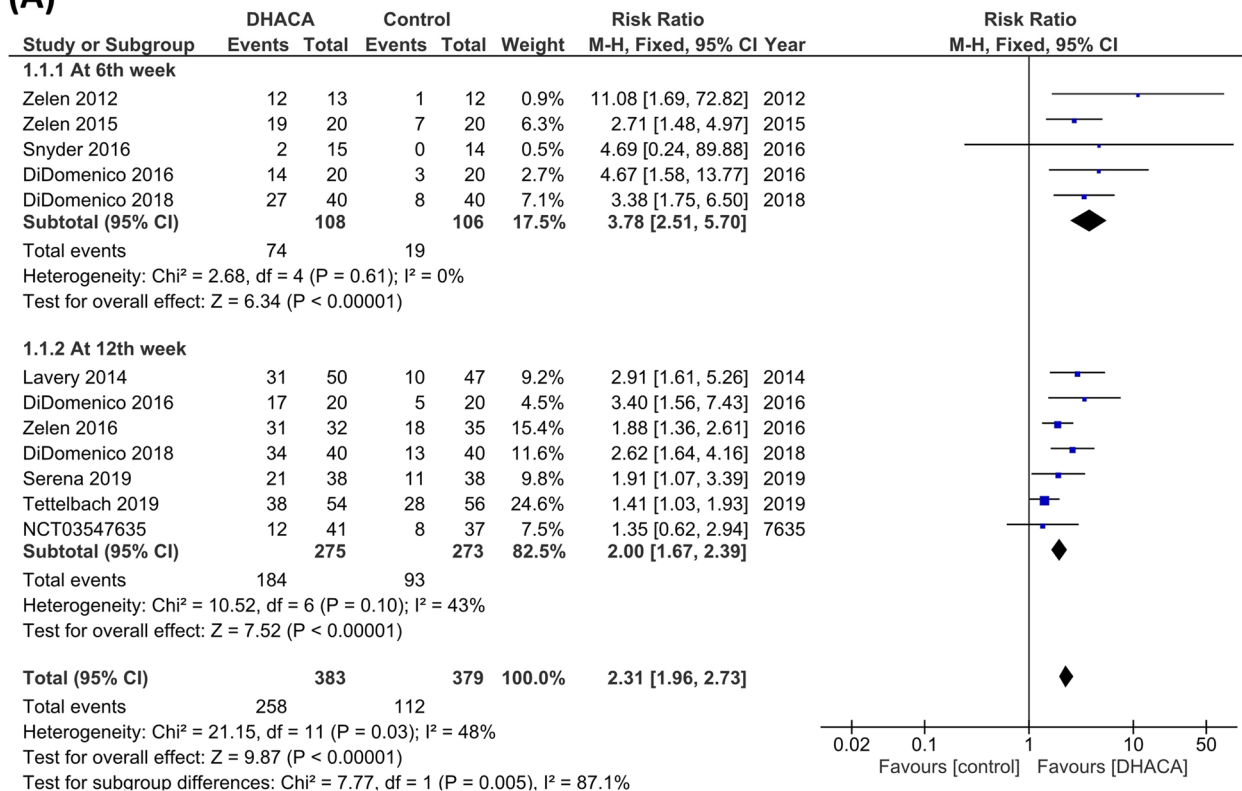 (A)
DHACA Control Risk Ratio Risk Ratio
Study or Subgroup Events Total Events Total Weight M-H, Fixed, 95% CI Year M-H, Fixed, 95% CI
1.1.1 At 6th week
Zelen 2012 12 13 1 12 0.9% 11.08 [1.69, 72.82] 2012
Zelen 2015 19 20 7 20 6.3% 2.71 [1.48, 4.97] 2015
Snyder 2016 2 15 0 14 0.5% 4.69 [0.24, 89.88] 2016
DiDomenico 2016 14 20 3 20 2.7% 4.67 [1.58, 13.77] 2016
DiDomenico 2018 27 40 8 40 7.1% 3.38 [1.75, 6.50] 2018
Subtotal (95% CI) 108 106 17.5% 3.78 [2.51, 5.70]
Total events 74 19
Heterogeneity: Chi² = 2.68, df = 4 (P = 0.61); I² = 0%
Test for overall effect: Z = 6.34 (P < 0.00001)
1.1.2 At 12th week
Lavery 2014 31 50 10 47 9.2% 2.91 [1.61, 5.26] 2014
DiDomenico 2016 17 20 5 20 4.5% 3.40 [1.56, 7.43] 2016
Zelen 2016 31 32 18 35 15.4% 1.88 [1.36, 2.61] 2016
DiDomenico 2018 34 40 13 40 11.6% 2.62 [1.64, 4.16] 2018
Serena 2019 21 38 11 38 9.8% 1.91 [1.07, 3.39] 2019
Tettelbach 2019 38 54 28 56 24.6% 1.41 [1.03, 1.93] 2019
NCT03547635 12 41 8 37 7.5% 1.35 [0.62, 2.94] 7635
Subtotal (95% CI) 275 273 82.5% 2.00 [1.67, 2.39]
Total events 184 93
Heterogeneity: Chi² = 10.52, df = 6 (P = 0.10); I² = 43%
Test for overall effect: Z = 7.52 (P < 0.00001)
Total (95% CI) 383 379 100.0% 2.31 [1.96, 2.73]
Total events 258 112
Heterogeneity: Chi² = 21.15, df = 11 (P = 0.03); I² = 48%
Test for overall effect: Z = 9.87 (P < 0.00001)
Test for subgroup differences: Chi² = 7.77, df = 1 (P = 0.005), I² = 87.1%
0.02 0.1 1 10 50
Favours [control] Favours [DHACA]